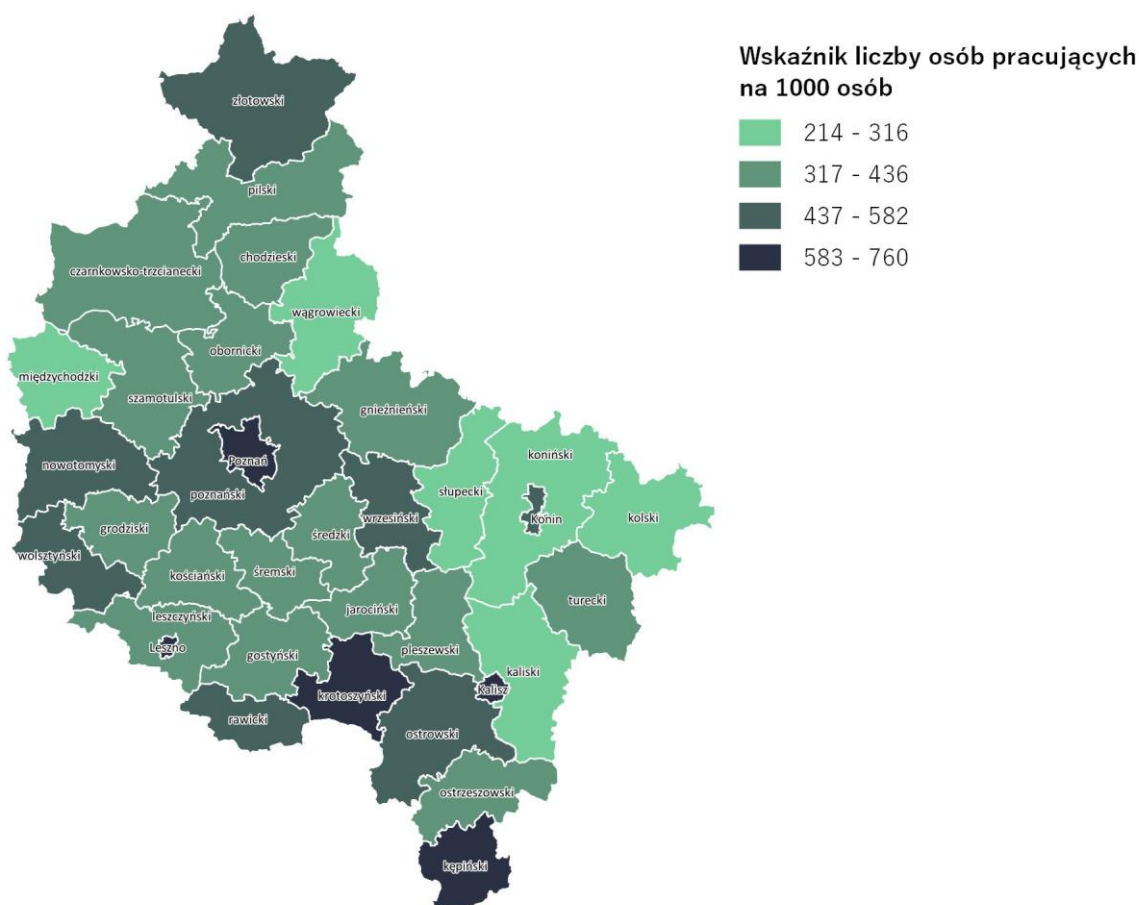 Wskaźnik liczby osób pracujących
na 1000 osób
214 - 316
317 - 436
437 - 582
583 - 760
złotowski
pilski
chodzieski
czarnkowsko-trzcianecki
wągrowiecki
obornicki
międzychodzki
szamotulski
gnieźnieński
koniński
Poznań
nowotomyski
słupecki
poznański
wrzesiński
Konin
kolski
grodziski
średzki
wolsztyński
kościański
śremski
turecki
jarociński
leszczyński
Leszno
gostyński
pleszewski
kaliski
Kalisz
krotoszyński
rawicki
ostrowski
ostrzeszowski
kępiński